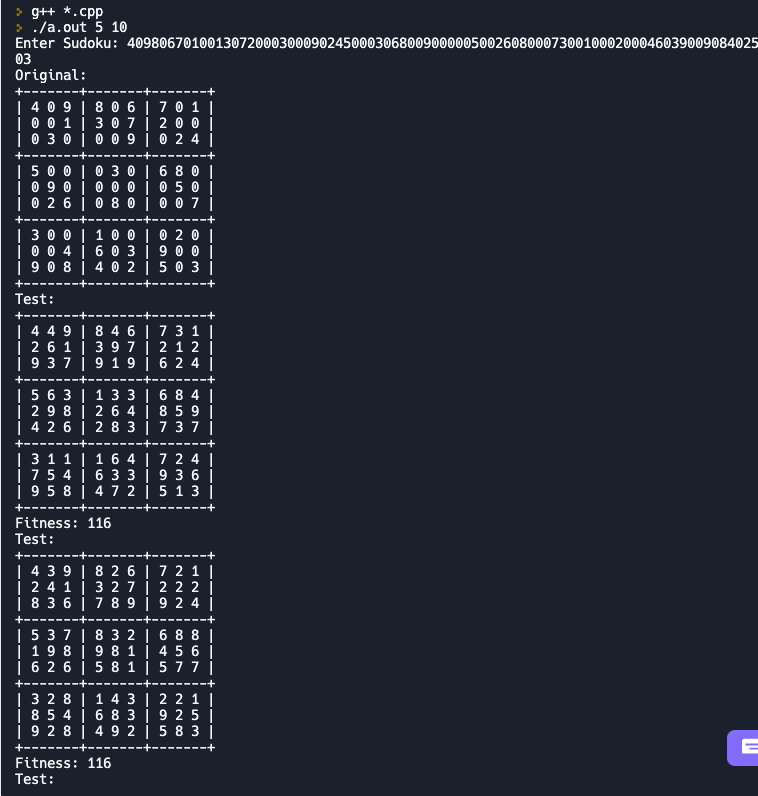 > g++ *.cpp
> ./a.out 5 10
Enter Sudoku: 4098067010013072000300090245000306800900000500260800073001000200046039009084025
03
Original:
+-------+-------+-------+
| 4 0 9 | 8 0 6 | 7 0 1 |
| 0 0 1 | 3 0 7 | 2 0 0 |
| 0 3 0 | 0 0 9 | 0 2 4 |
+-------+-------+-------+
| 5 0 0 | 0 3 0 | 6 8 0 |
| 0 9 0 | 0 0 0 | 0 5 0 |
| 0 2 6 | 0 8 0 | 0 0 7 |
+-------+-------+-------+
| 3 0 0 | 1 0 0 | 0 2 0 |
| 0 0 4 | 6 0 3 | 9 0 0 |
| 9 0 8 | 4 0 2 | 5 0 3 |
+-------+-------+-------+
Test:
+-------+-------+-------+
| 4 4 9 | 8 4 6 | 7 3 1 |
| 2 6 1 | 3 9 7 | 2 1 2 |
| 9 3 7 | 9 1 9 | 6 2 4 |
+-------+-------+-------+
| 5 6 3 | 1 3 3 | 6 8 4 |
| 2 9 8 | 2 6 4 | 8 5 9 |
| 4 2 6 | 2 8 3 | 7 3 7 |
+-------+-------+-------+
| 3 1 1 | 1 6 4 | 7 2 4 |
| 7 5 4 | 6 3 3 | 9 3 6 |
| 9 5 8 | 4 7 2 | 5 1 3 |
+-------+-------+-------+
Fitness: 116
Test:
+-------+-------+-------+
| 4 3 9 | 8 2 6 | 7 2 1 |
| 2 4 1 | 3 2 7 | 2 2 2 |
| 8 3 6 | 7 8 9 | 9 2 4 |
+-------+-------+-------+
| 5 3 7 | 8 3 2 | 6 8 8 |
| 1 9 8 | 9 8 1 | 4 5 6 |
| 6 2 6 | 5 8 1 | 5 7 7 |
+-------+-------+-------+
| 3 2 8 | 1 4 3 | 2 2 1 |
| 8 5 4 | 6 8 3 | 9 2 5 |
| 9 2 8 | 4 9 2 | 5 8 3 |
+-------+-------+-------+
Fitness: 116
Test: